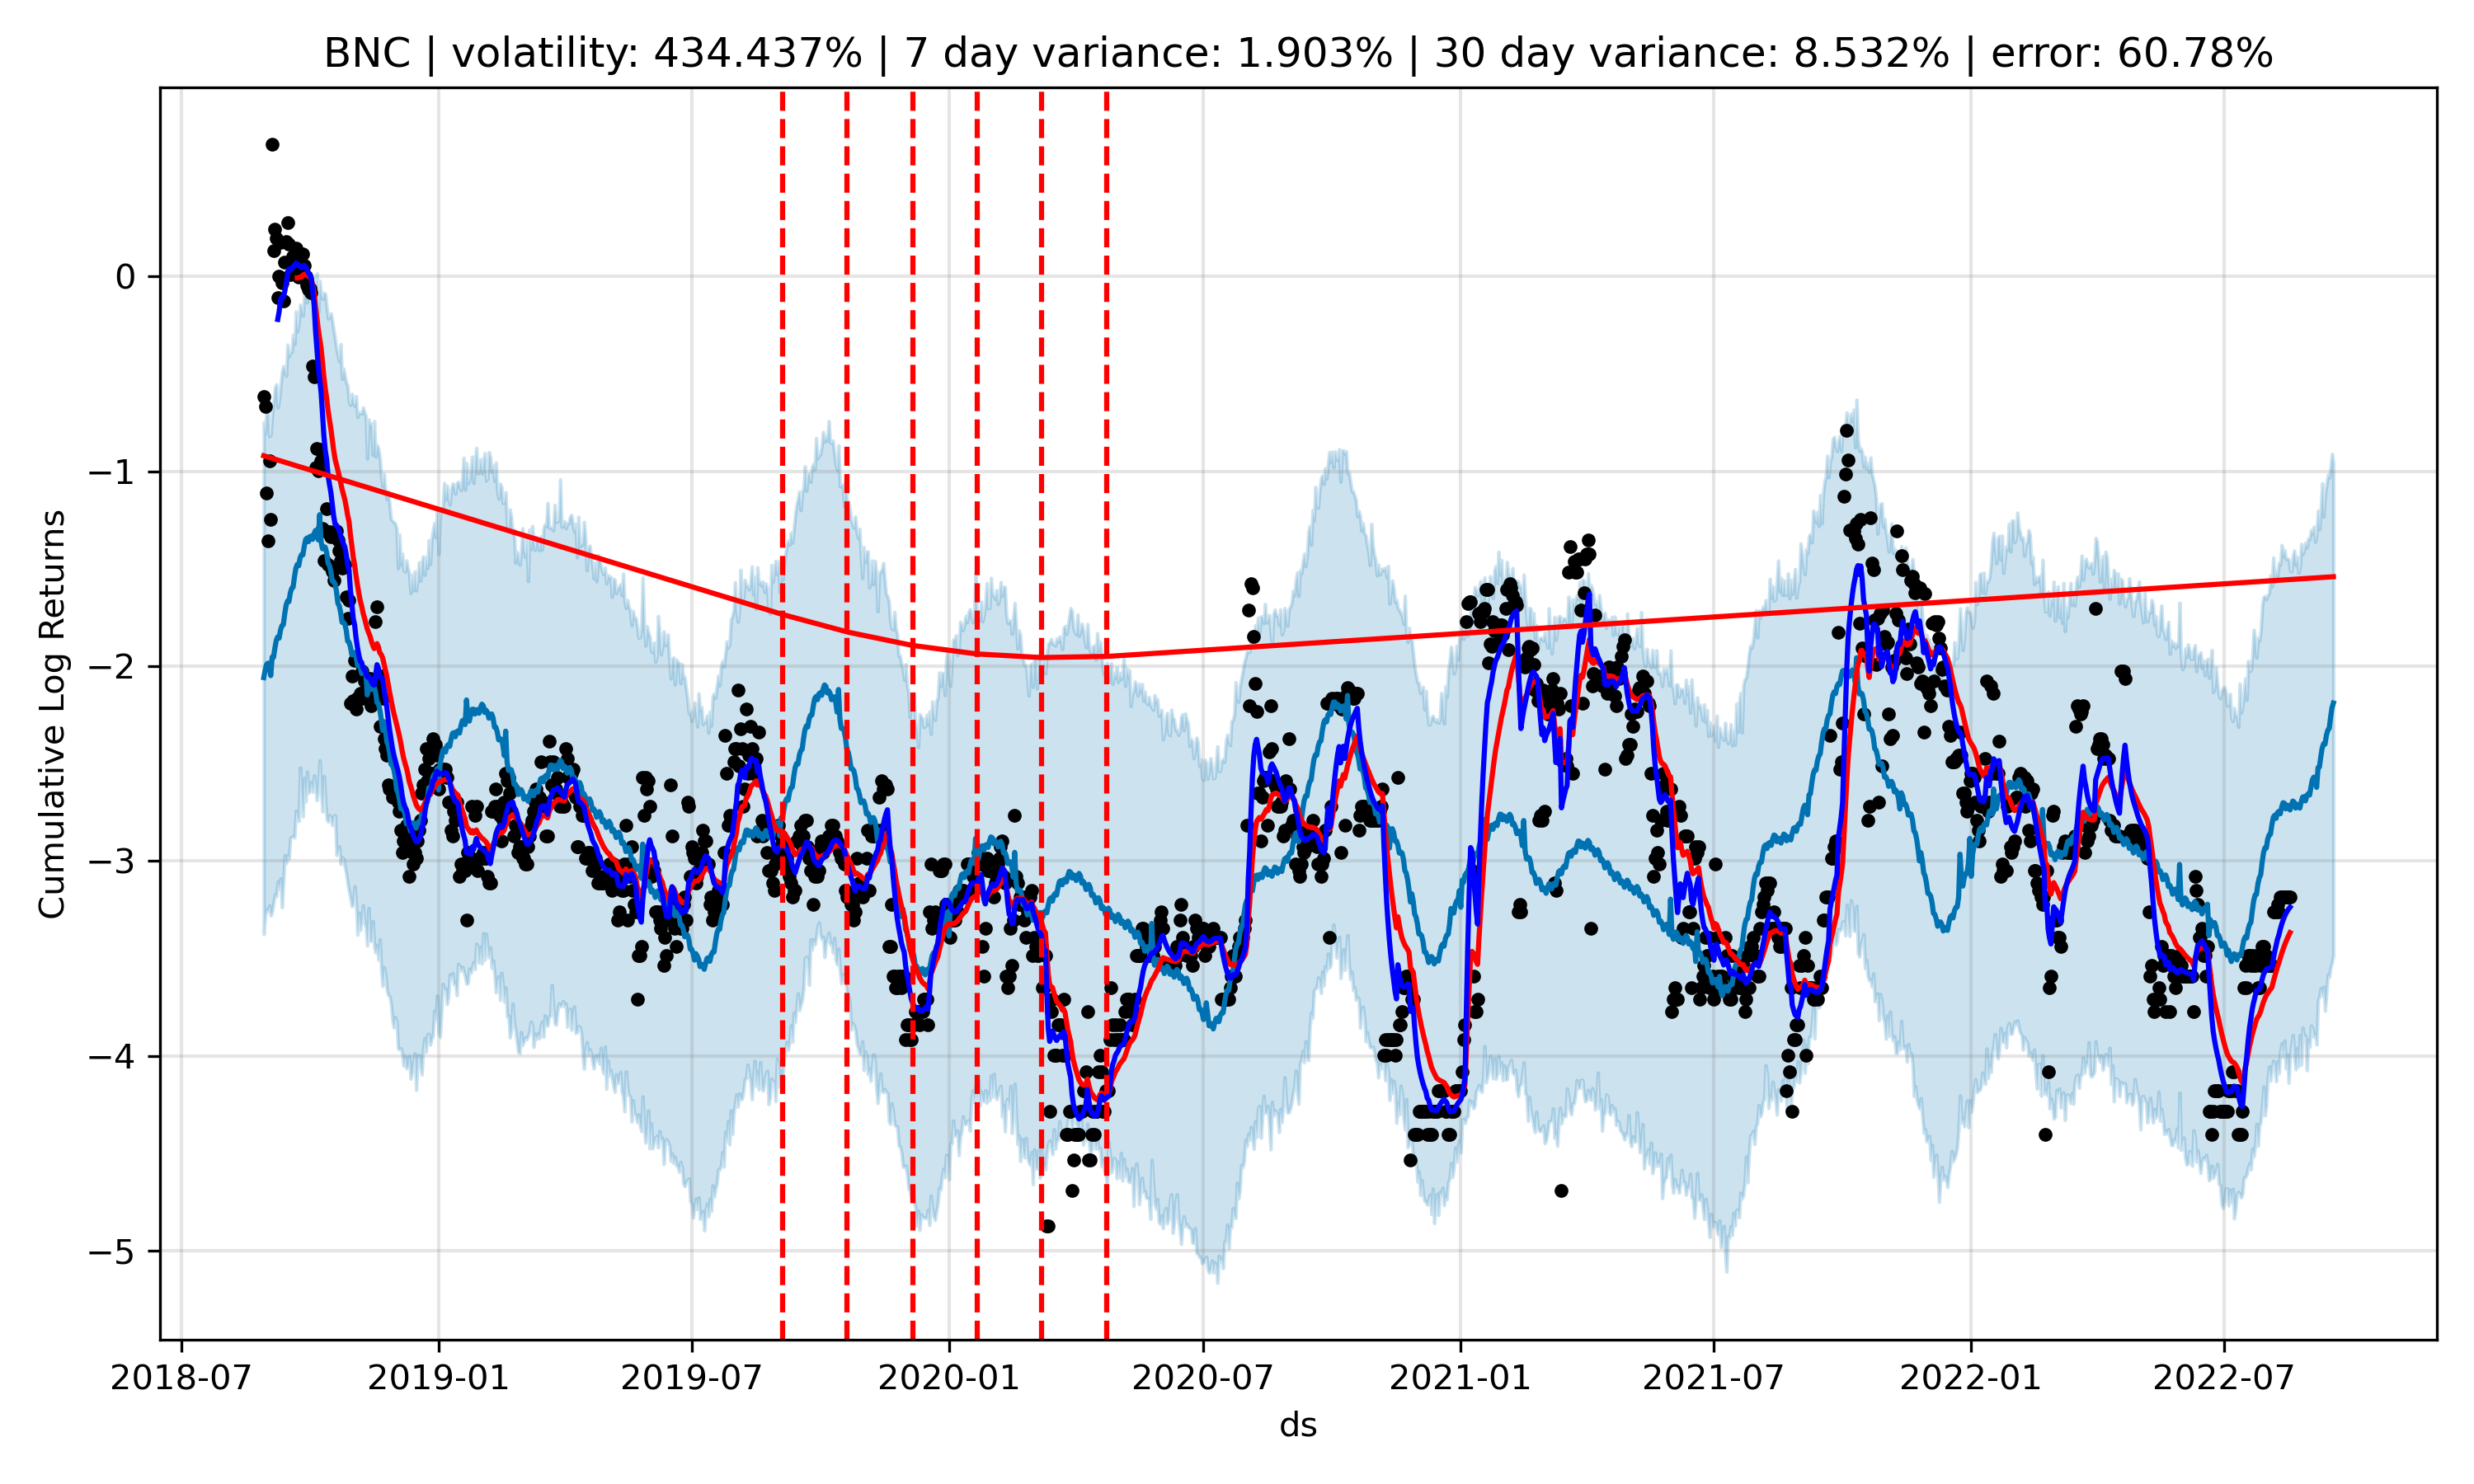 BNC | volatility: 434.437% | 7 day variance: 1.903% | 30 day variance: 8.532% | error: 60.78%
Cumulative Log Returns
0
−1
−2
−3
−4
−5
2018-07 2019-01 2019-07 2020-01 2020-07 2021-01 2021-07 2022-01 2022-07
ds